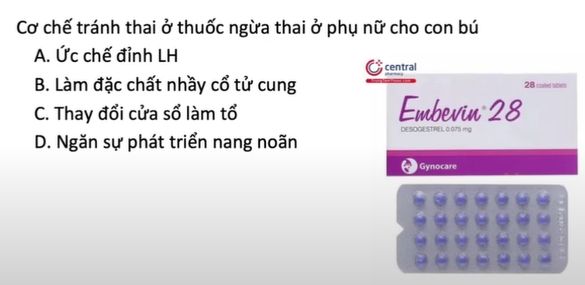 Cơ chế tránh thai ở thuốc ngừa thai ở phụ nữ cho con bú
A. Ức chế đỉnh LH
B. Làm đặc chất nhầy cổ tử cung
C. Thay đổi cửa sổ làm tổ
D. Ngăn sự phát triển nang noãn
central
pharmacy
28 coated tablets
Embevin® 28
DESOGESTREL 0.075 mg
Gynocare